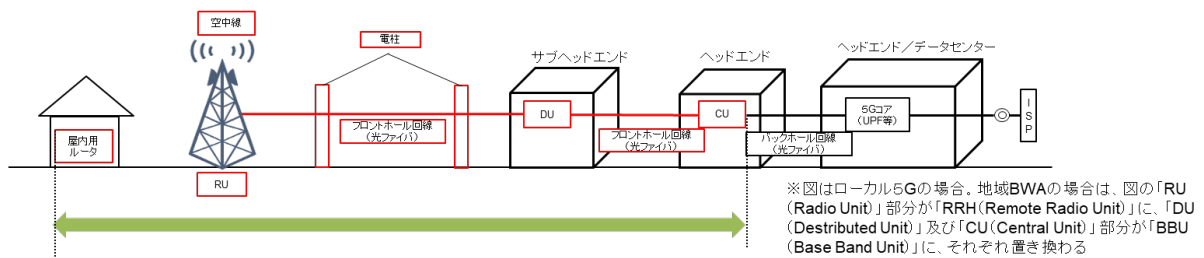 空中線
電柱
サブヘッドエンド
ヘッドエンド
ヘッドエンド／データセンター
屋内用
ルータ
RU
フロントホール回線
（光ファイバ）
DU
フロントホール回線
（光ファイバ）
CU
バックホール回線
（光ファイバ）
5Gコア
（UPF等）
ISP
※図はローカル５Gの場合。地域BWAの場合は、図の「RU
（Radio Unit）」部分が「RRH（Remote Radio Unit）」に、「DU
（Destributed Unit）」及び「CU（Central Unit）」部分が「BBU
（Base Band Unit）」に、それぞれ置き換わる